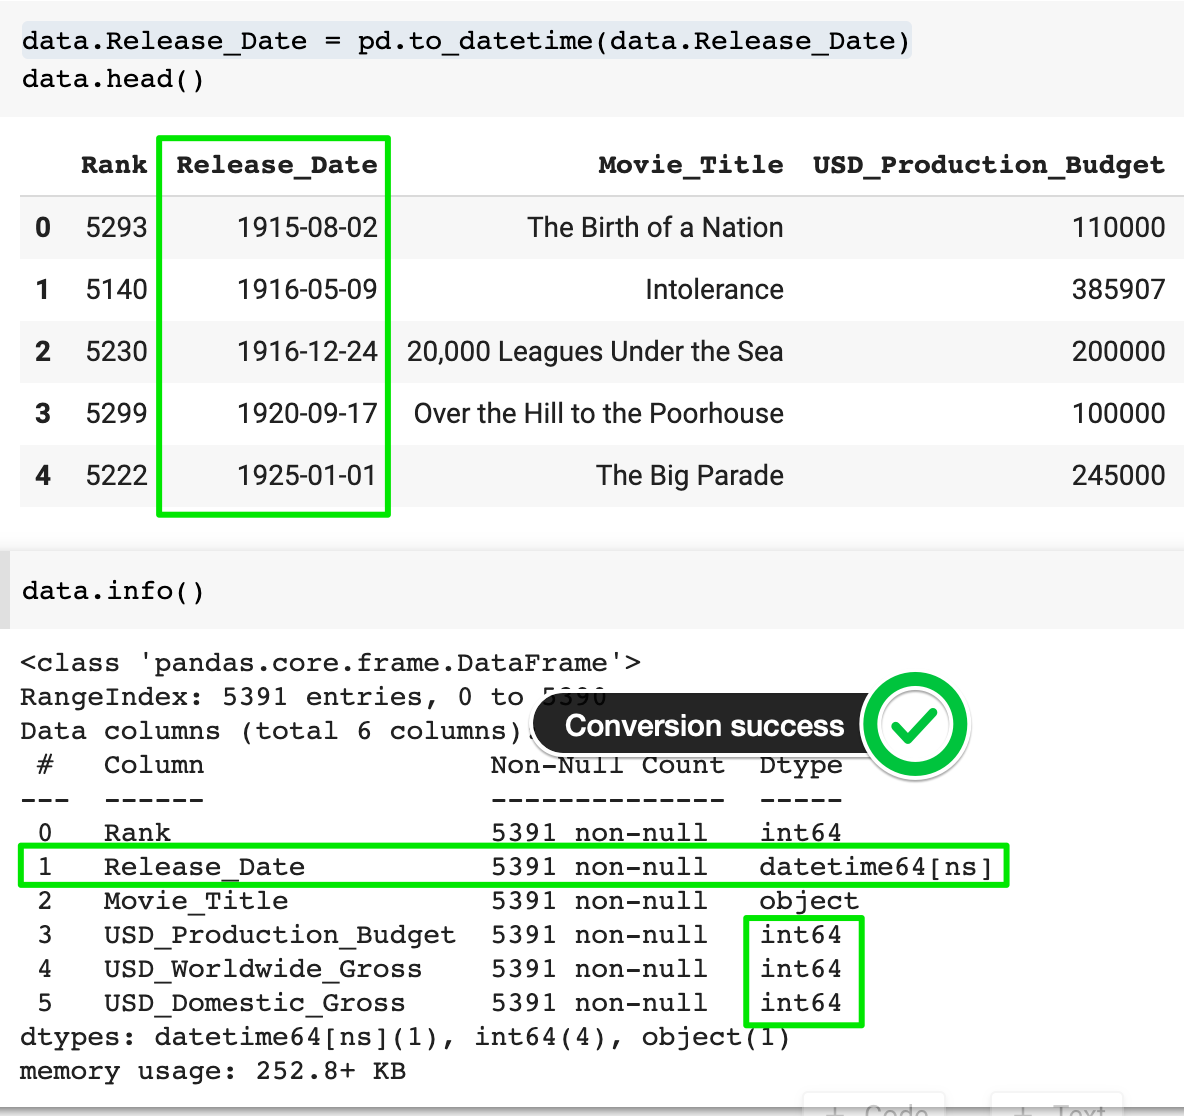 data.Release_Date = pd.to_datetime(data.Release_Date)
data.head()
Rank Release_Date Movie_Title USD_Production_Budget
0 5293 1915-08-02 The Birth of a Nation 110000
1 5140 1916-05-09 Intolerance 385907
2 5230 1916-12-24 20,000 Leagues Under the Sea 200000
3 5299 1920-09-17 Over the Hill to the Poorhouse 100000
4 5222 1925-01-01 The Big Parade 245000
data.info()
<class 'pandas.core.frame.DataFrame'>
RangeIndex: 5391 entries, 0 to 5390
Data columns (total 6 columns):
Conversion success
# Column Non-Null Count Dtype
--- ------ -------------- -----
0 Rank 5391 non-null int64
1 Release_Date 5391 non-null datetime64[ns]
2 Movie_Title 5391 non-null object
3 USD_Production_Budget 5391 non-null int64
4 USD_Worldwide_Gross 5391 non-null int64
5 USD_Domestic_Gross 5391 non-null int64
dtypes: datetime64[ns](1), int64(4), object(1)
memory usage: 252.8+ KB
+ Code + Text